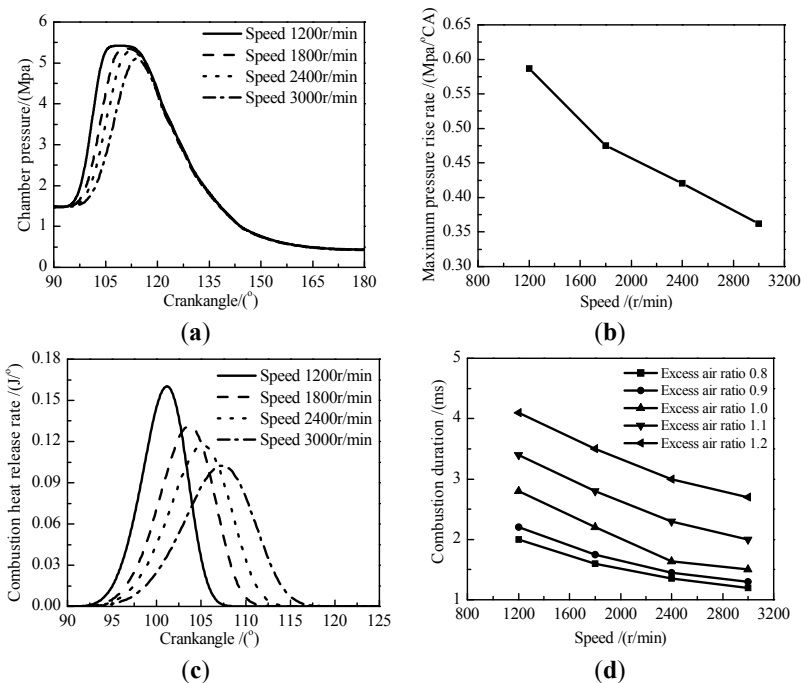 Chamber pressure/(Mpa)
6
5
4
3
2
1
0
Speed 1200r/min
Speed 1800r/min
Speed 2400r/min
Speed 3000r/min
90 105 120 135 150 165 180
Crankangle/(°)
(a)
Maximum pressure rise rate /(Mpa/°CA)
0.65
0.60
0.55
0.50
0.45
0.40
0.35
0.30
800 1200 1600 2000 2400 2800 3200
Speed /(r/min)
(b)
Combustion heat release rate /(J/°)
0.18
0.15
0.12
0.09
0.06
0.03
0.00
Speed 1200r/min
Speed 1800r/min
Speed 2400r/min
Speed 3000r/min
90 95 100 105 110 115 120 125
Crankangle /(°)
(c)
Combustion duration /(ms)
5
4
3
2
1
Excess air ratio 0.8
Excess air ratio 0.9
Excess air ratio 1.0
Excess air ratio 1.1
Excess air ratio 1.2
800 1200 1600 2000 2400 2800 3200
Speed /(r/min)
(d)